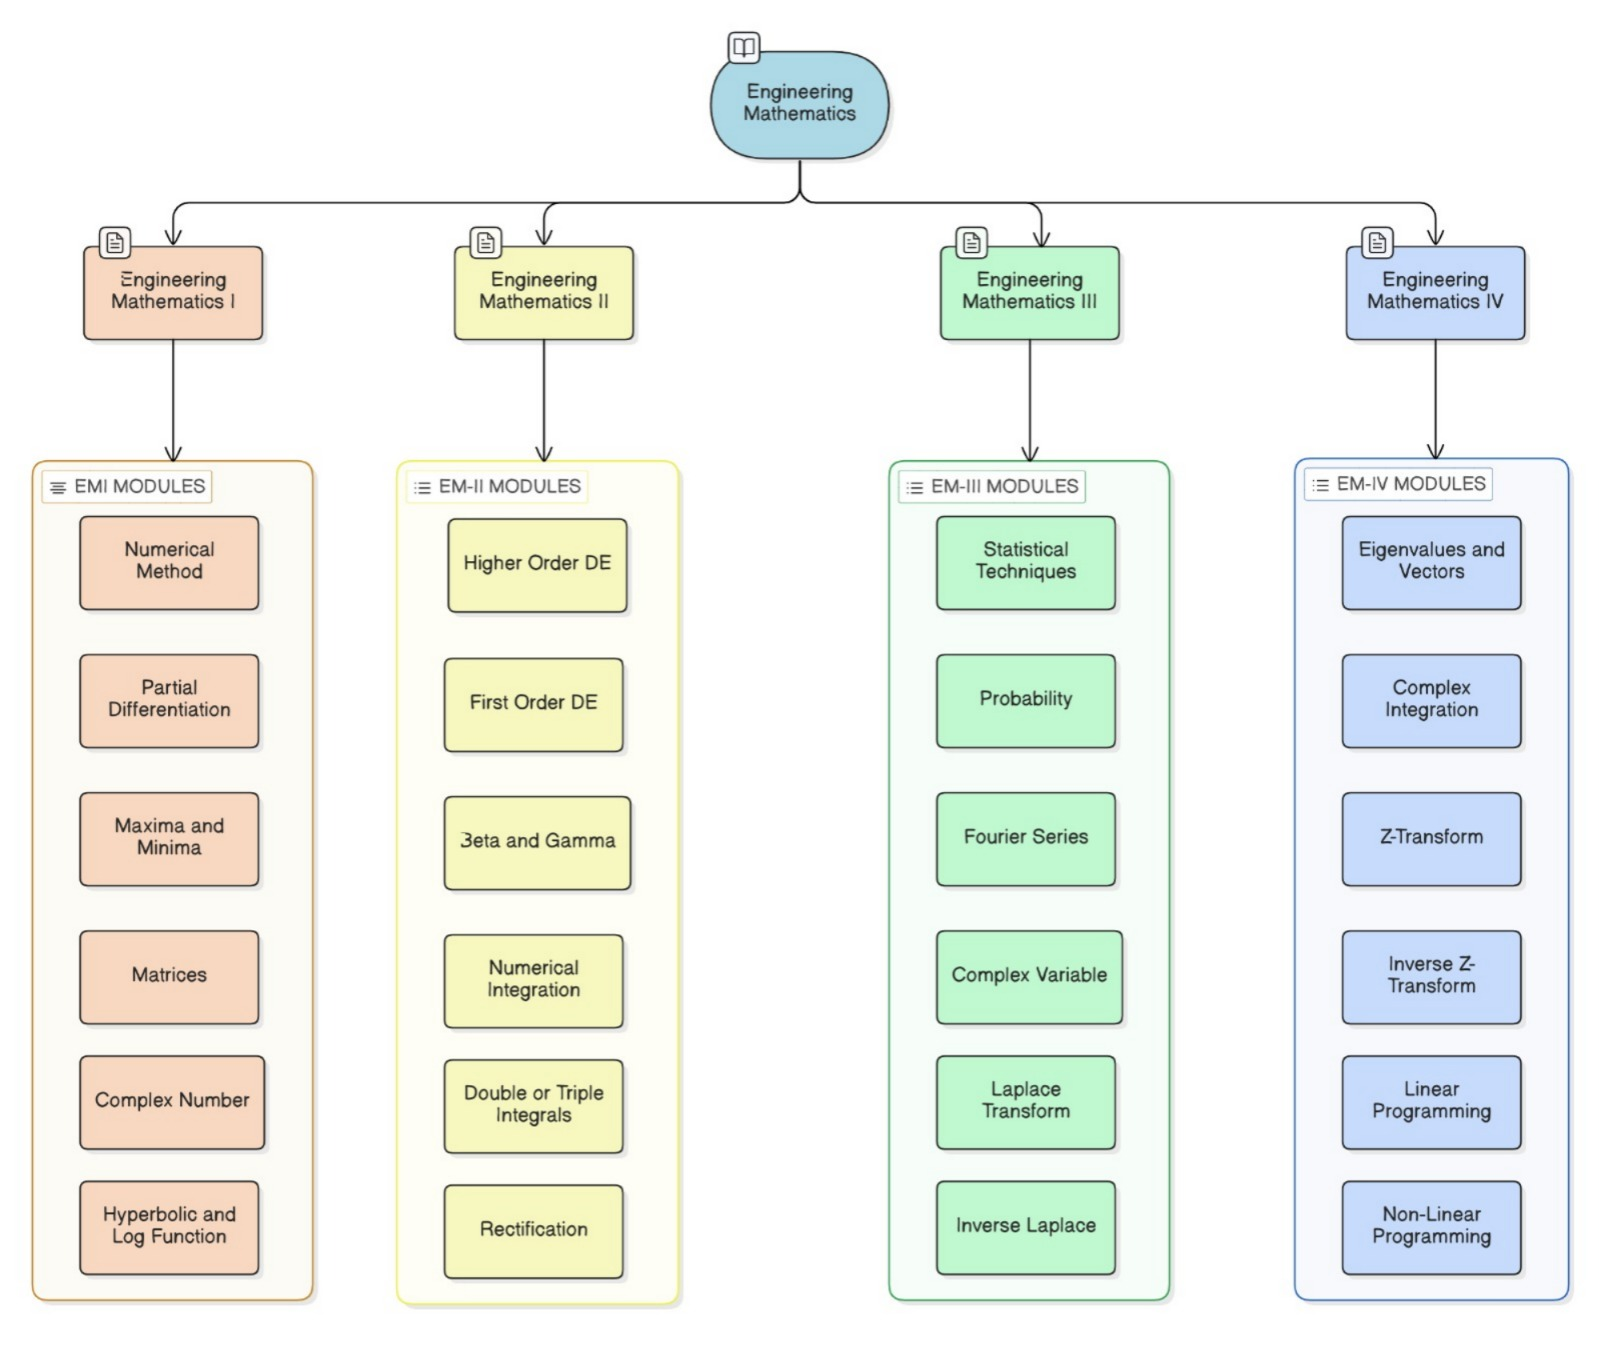 Engineering
Mathematics
Engineering
Mathematics I
Engineering
Mathematics II
Engineering
Mathematics III
Engineering
Mathematics IV
EMI MODULES
Numerical
Method
Partial
Differentiation
Maxima and
Minima
Matrices
Complex Number
Hyperbolic and
Log Function
EM-II MODULES
Higher Order DE
First Order DE
Beta and Gamma
Numerical
Integration
Double or Triple
Integrals
Rectification
EM-III MODULES
Statistical
Techniques
Probability
Fourier Series
Complex Variable
Laplace
Transform
Inverse Laplace
EM-IV MODULES
Eigenvalues and
Vectors
Complex
Integration
Z-Transform
Inverse Z-
Transform
Linear
Programming
Non-Linear
Programming